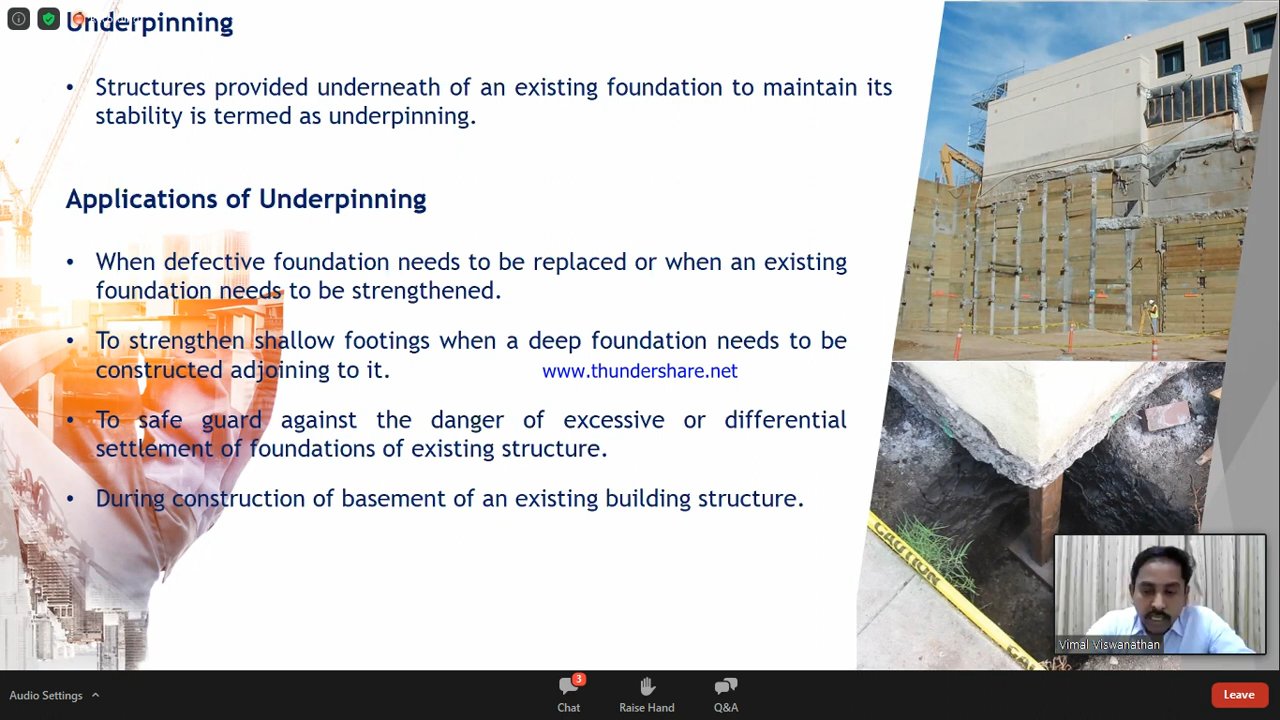 Underpinning
• Structures provided underneath of an existing foundation to maintain its
stability is termed as underpinning.
Applications of Underpinning
• When defective foundation needs to be replaced or when an existing
foundation needs to be strengthened.
• To strengthen shallow footings when a deep foundation needs to be
constructed adjoining to it.
www.thundershare.net
• To safe guard against the danger of excessive or differential
settlement of foundations of existing structure.
• During construction of basement of an existing building structure.
CAUTION
Vimal Viswanathan
Audio Settings
3
Chat
Raise Hand
Q&A
Leave